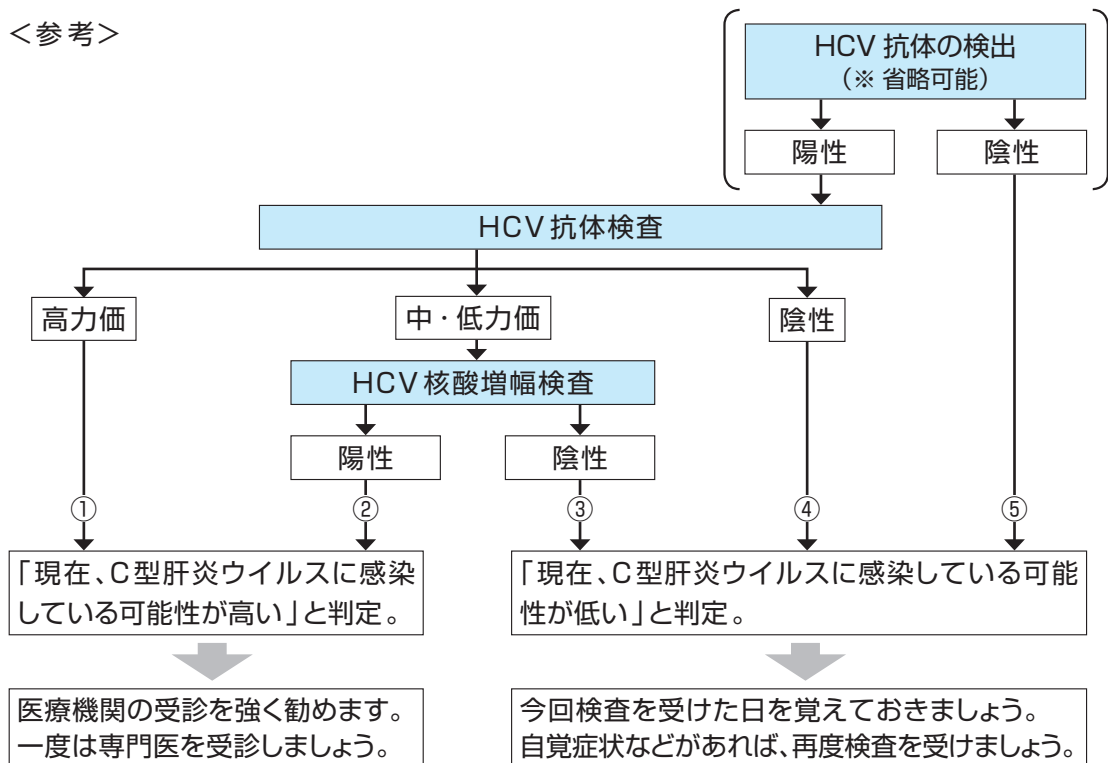 ＜参考＞
HCV 抗体の検出
（※ 省略可能）
陽性
陰性
HCV 抗体検査
高力価
中・低力価
陰性
HCV 核酸増幅検査
陽性
陰性
①
②
③
④
⑤
「現在、C型肝炎ウイルスに感染
している可能性が高い」と判定。
「現在、C型肝炎ウイルスに感染している可能
性が低い」と判定。
医療機関の受診を強く勧めます。
一度は専門医を受診しましょう。
今回検査を受けた日を覚えておきましょう。
自覚症状などがあれば、再度検査を受けましょう。